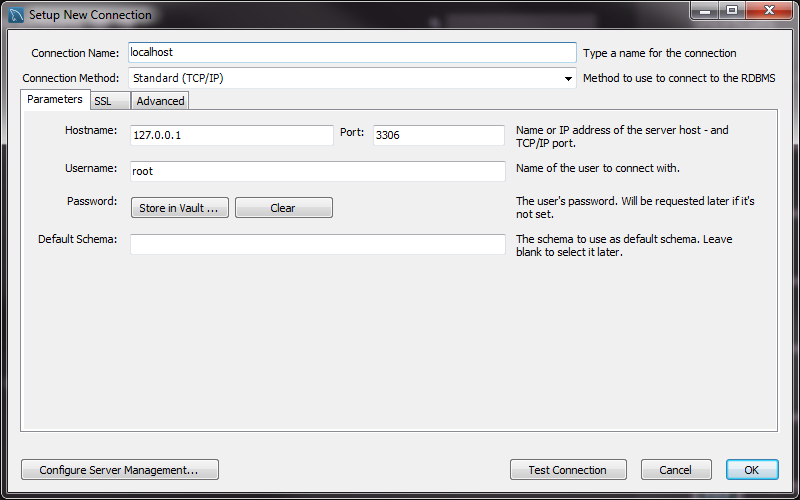 Setup New Connection
Connection Name: localhost Type a name for the connection
Connection Method: Standard (TCP/IP) Method to use to connect to the RDBMS
Parameters SSL Advanced
Hostname: 127.0.0.1 Port: 3306 Name or IP address of the server host - and
TCP/IP port.
Username: root Name of the user to connect with.
Password: Store in Vault ... Clear The user's password. Will be requested later if it's
not set.
Default Schema: The schema to use as default schema. Leave
blank to select it later.
Configure Server Management... Test Connection Cancel OK